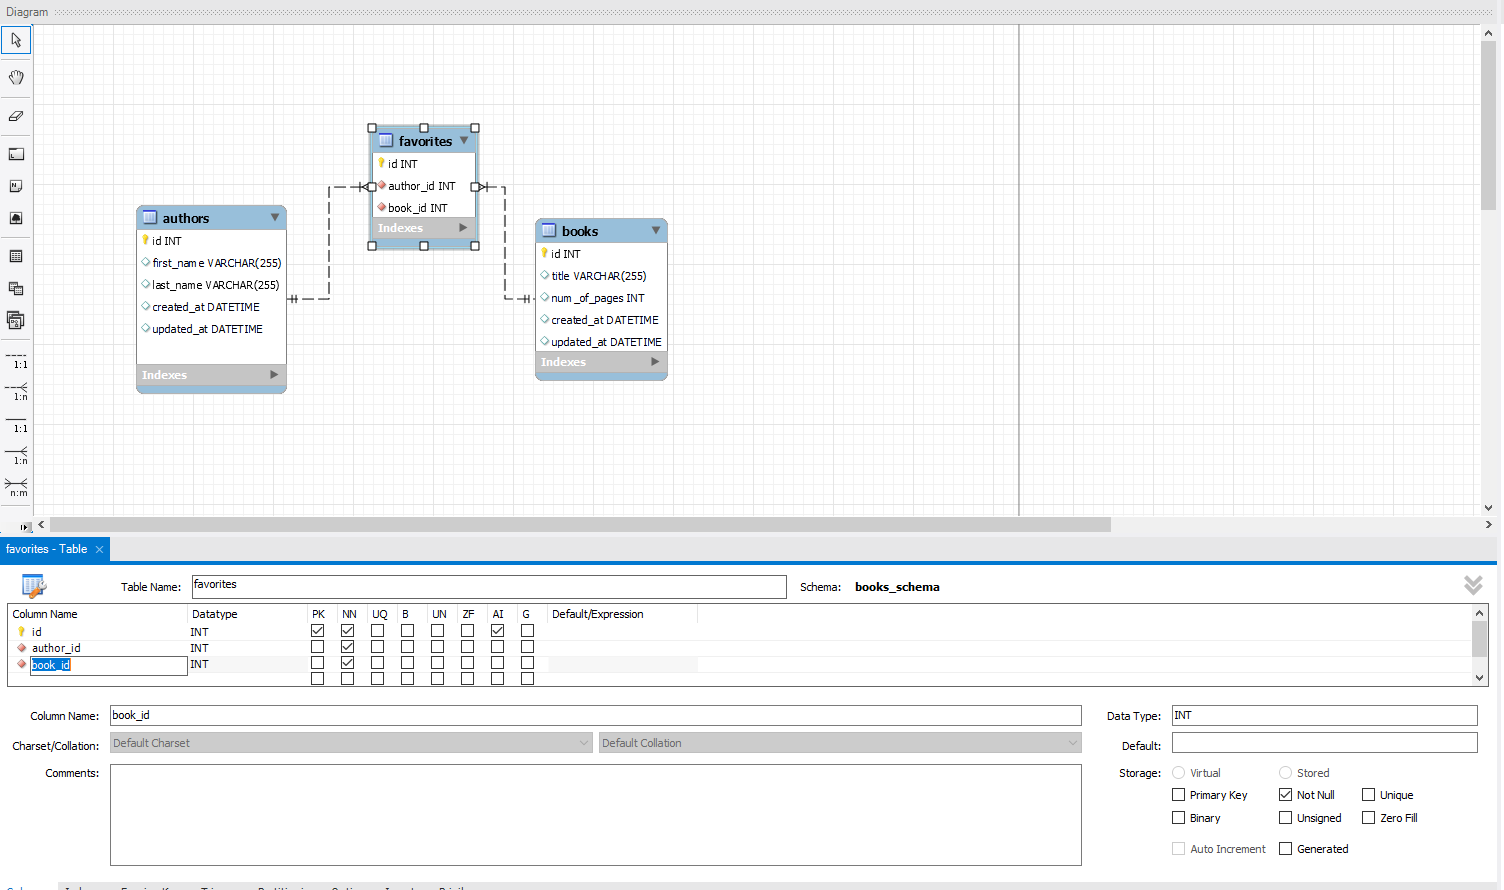 Diagram
favorites
id INT
author_id INT
book_id INT
Indexes
authors
id INT
first_name VARCHAR(255)
last_name VARCHAR(255)
created_at DATETIME
updated_at DATETIME
Indexes
books
id INT
title VARCHAR(255)
num _of_pages INT
created_at DATETIME
updated_at DATETIME
Indexes
1:1
1:n
1:1
1:n
n:m
favorites - Table
Table Name: favorites Schema: books_schema
Column Name Datatype PK NN UQ B UN ZF AI G Default/Expression
id INT
author_id INT
book_id INT
Column Name: book_id Data Type: INT
Charset/Collation: Default Charset Default Collation Default:
Comments: Storage: Virtual Stored
Primary Key Not Null Unique
Binary Unsigned Zero Fill
Auto Increment Generated